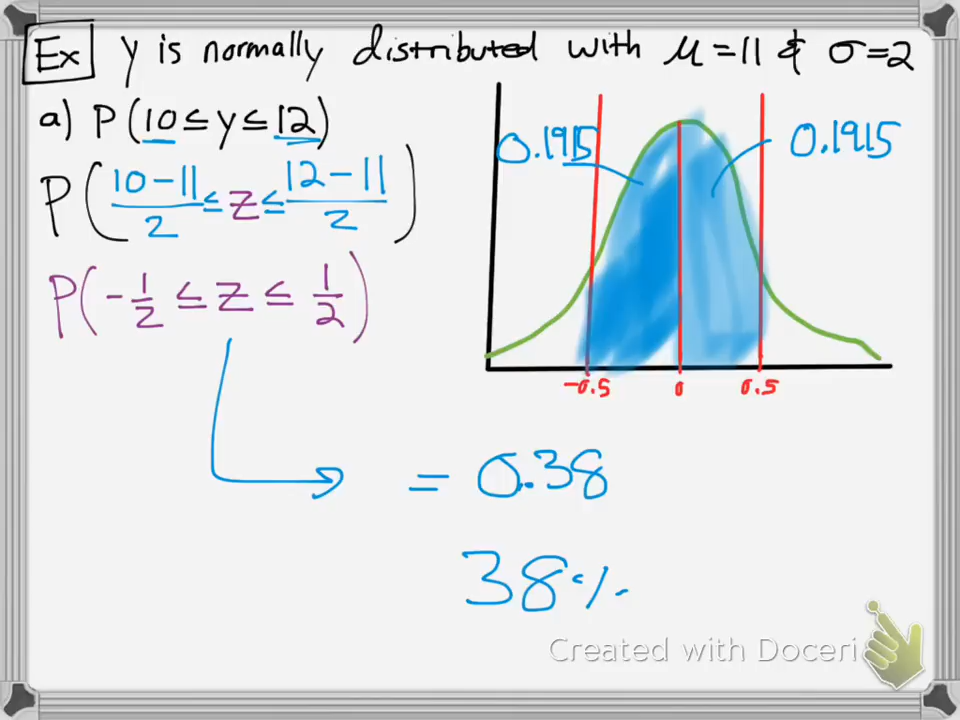 Ex y is normally distributed with μ = 11 & σ = 2
a) P(10 ≤ y ≤ 12)
P(10-11/2 ≤ z ≤ 12-11/2)
P(-1/2 ≤ z ≤ 1/2)
0.1915 0.1915
-0.5 0 0.5
= 0.38
38%
Created with Doceri